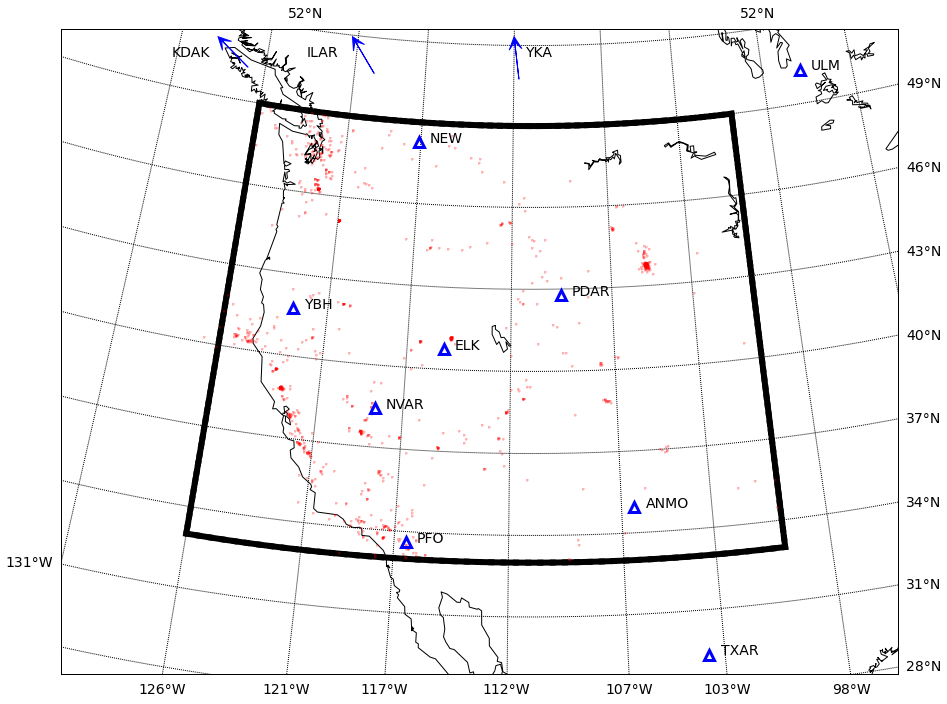 52°N 52°N
KDAK ILAR YKA ULM
49°N
NEW
46°N
43°N
PDAR
YBH
40°N
ELK
NVAR
37°N
ANMO
34°N
PFO
131°W
31°N
TXAR
28°N
126°W 121°W 117°W 112°W 107°W 103°W 98°W